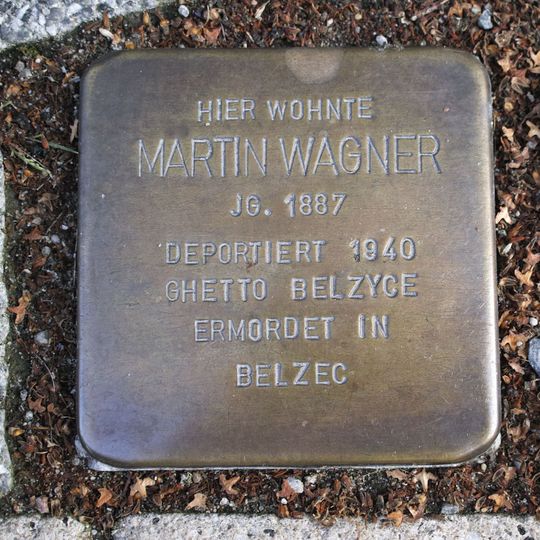 HIER WOHNTE
MARTIN WAGNER
JG. 1887
DEPORTIERT 1940
GHETTO BELZYCE
ERMORDET IN
BELZEC